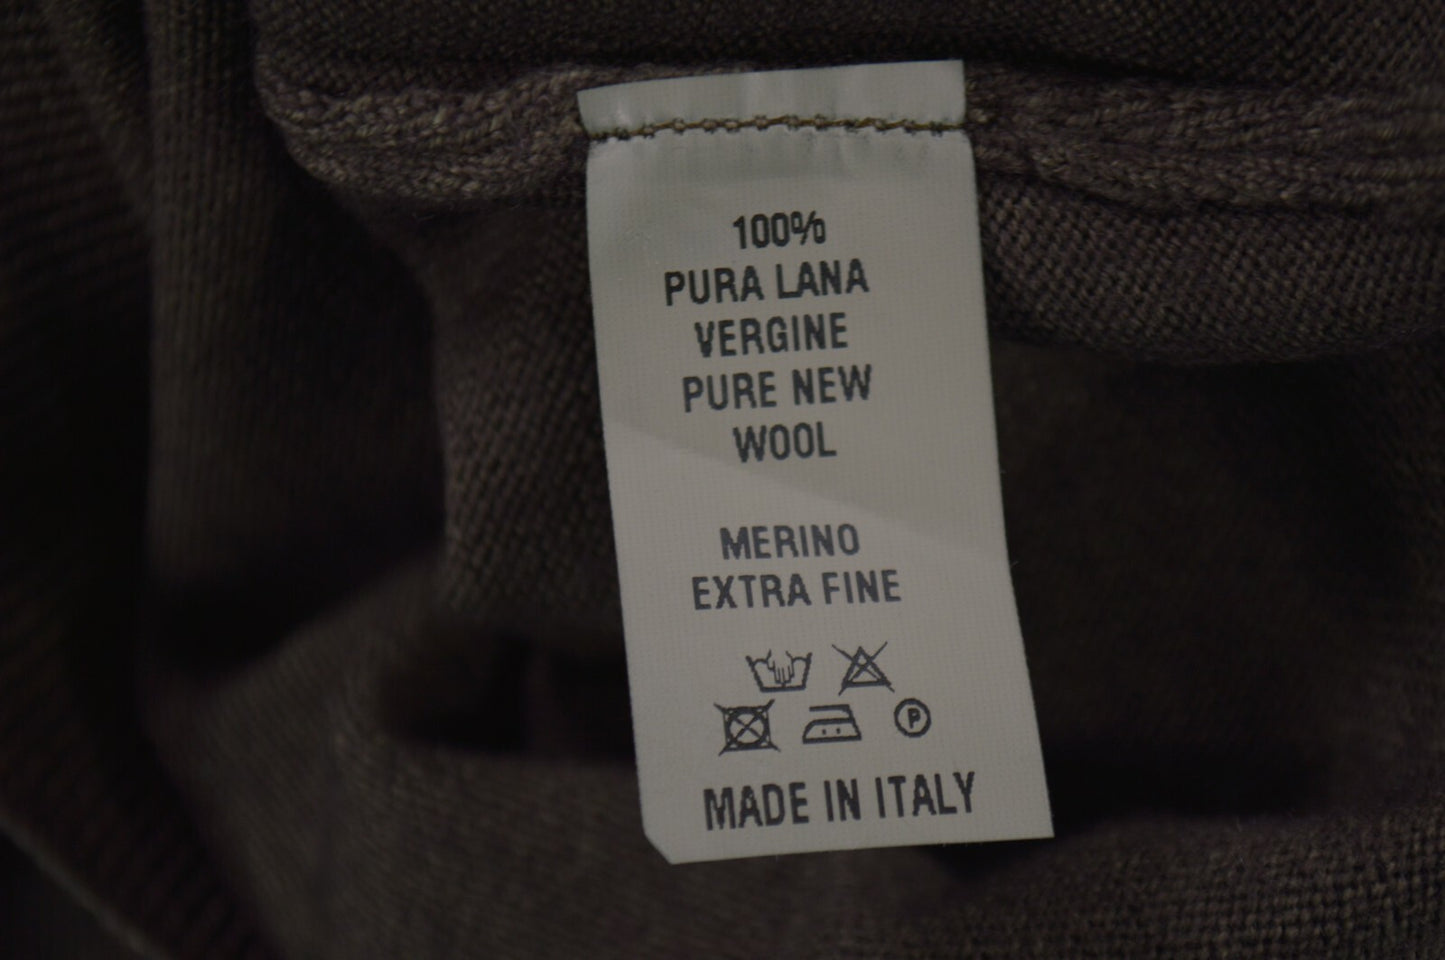 100%
PURA LANA
VERGINE
PURE NEW
WOOL
MERINO
EXTRA FINE
P
MADE IN ITALY